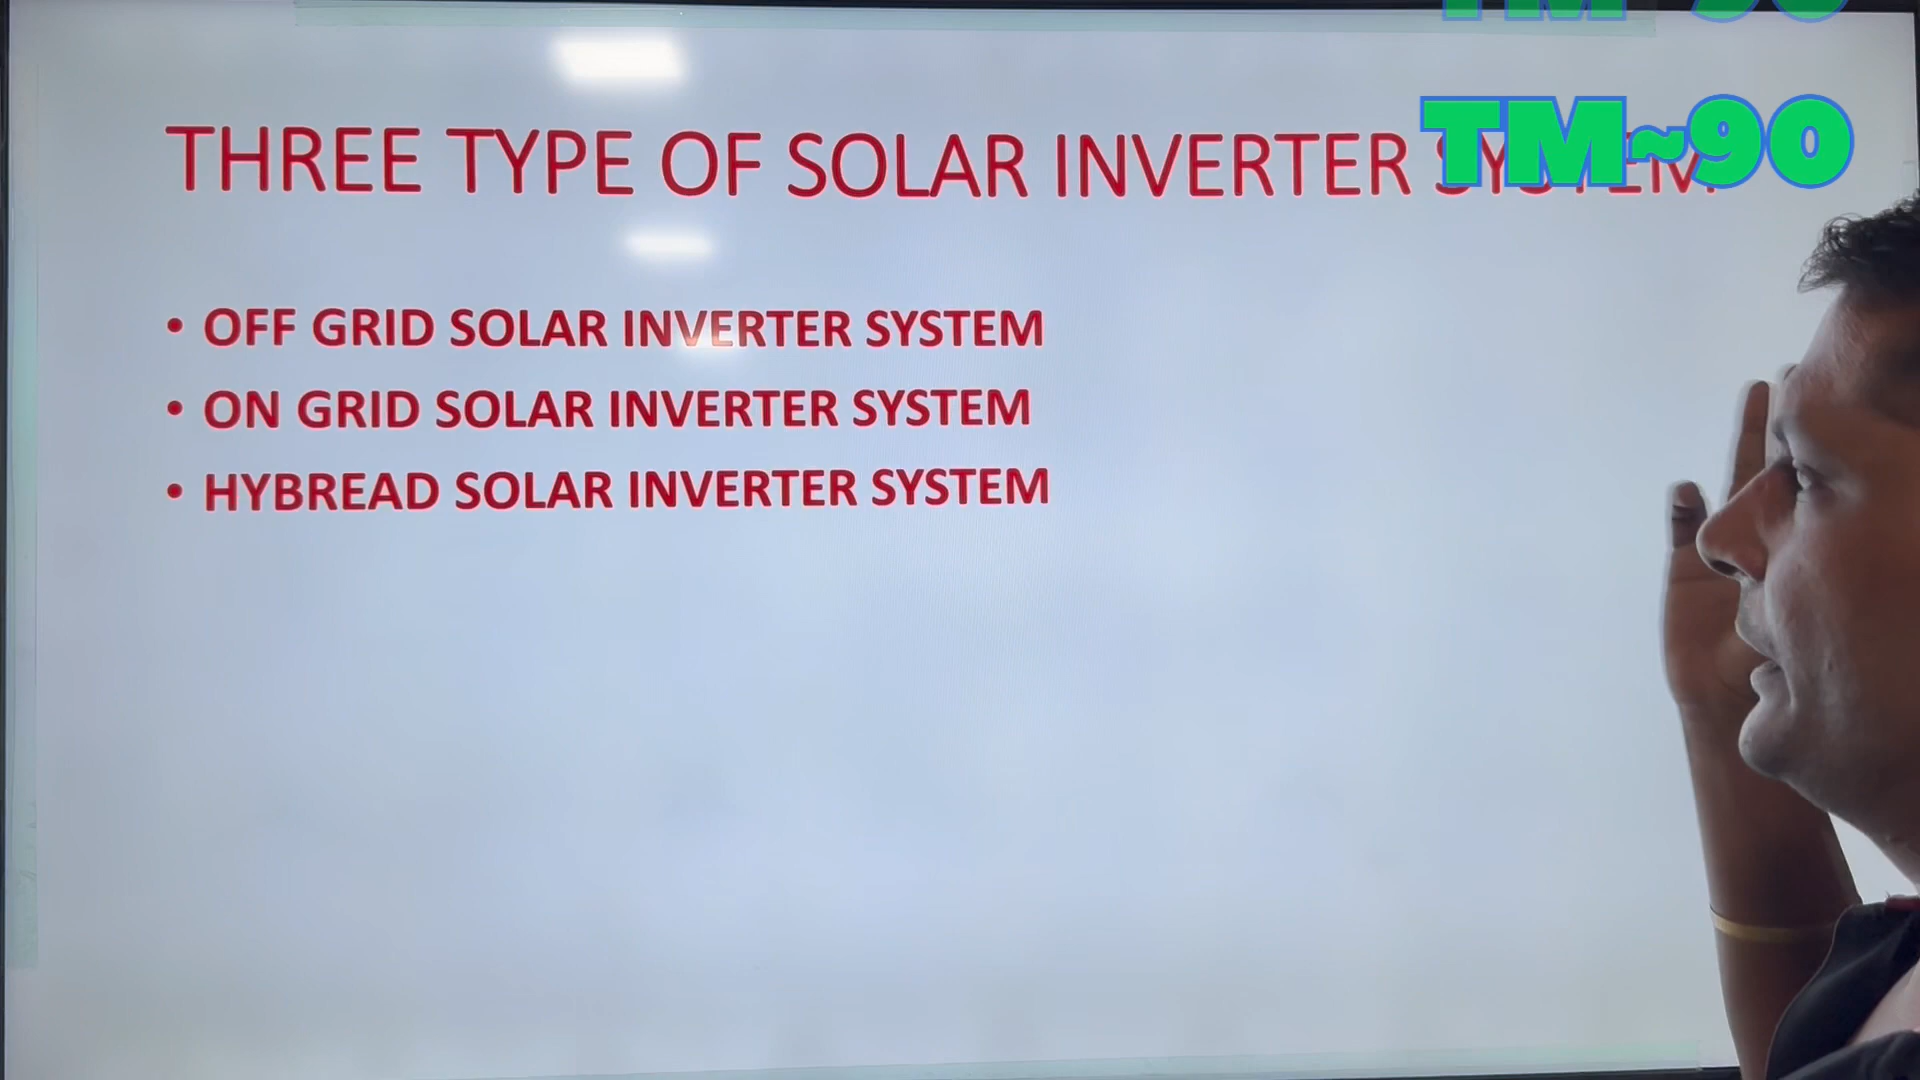 TM~90
THREE TYPE OF SOLAR INVERTER SYSTEM
• OFF GRID SOLAR INVERTER SYSTEM
• ON GRID SOLAR INVERTER SYSTEM
• HYBREAD SOLAR INVERTER SYSTEM